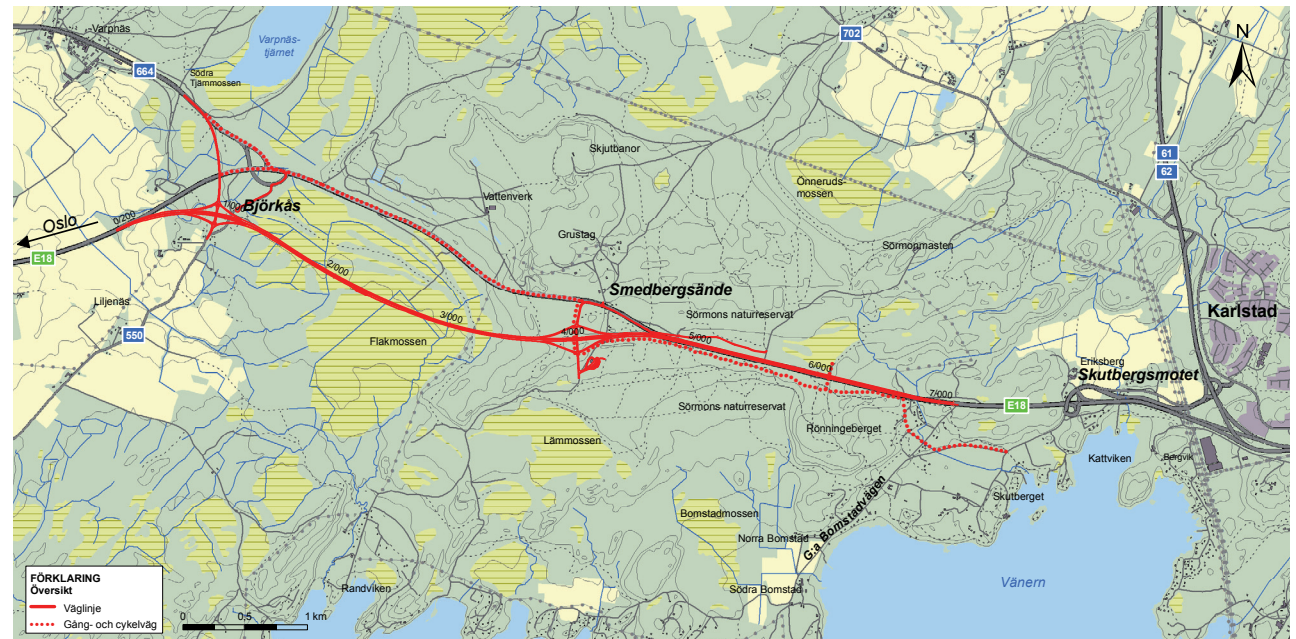 Varpnäs
Varpnäs-
tjärnet
702
N
664
Södra
Tjämmossen
61
62
Skjutbanor
Önneruds-
mossen
Vattenverk
Björkås
1/000
0/200
Oslo
E18
Grustag
Sörmonmasten
2/000
Smedbergsände
Liljenäs
3/000
Sörmons naturreservat
Karlstad
550
4/000
5/000
Flakmossen
6/000
Eriksberg
Skutbergsmotet
7/000
E18
Sörmons naturreservat
Rönningeberget
Lämmossen
Kattviken
Bergvik
Skutberget
Bomstadmossen
Norra Bomstad
G:a Bomstadvägen
Vänern
Södra Bomstad
Randviken
FÖRKLARING
Översikt
Väglinje
Gång- och cykelväg
0 0,5 1 km